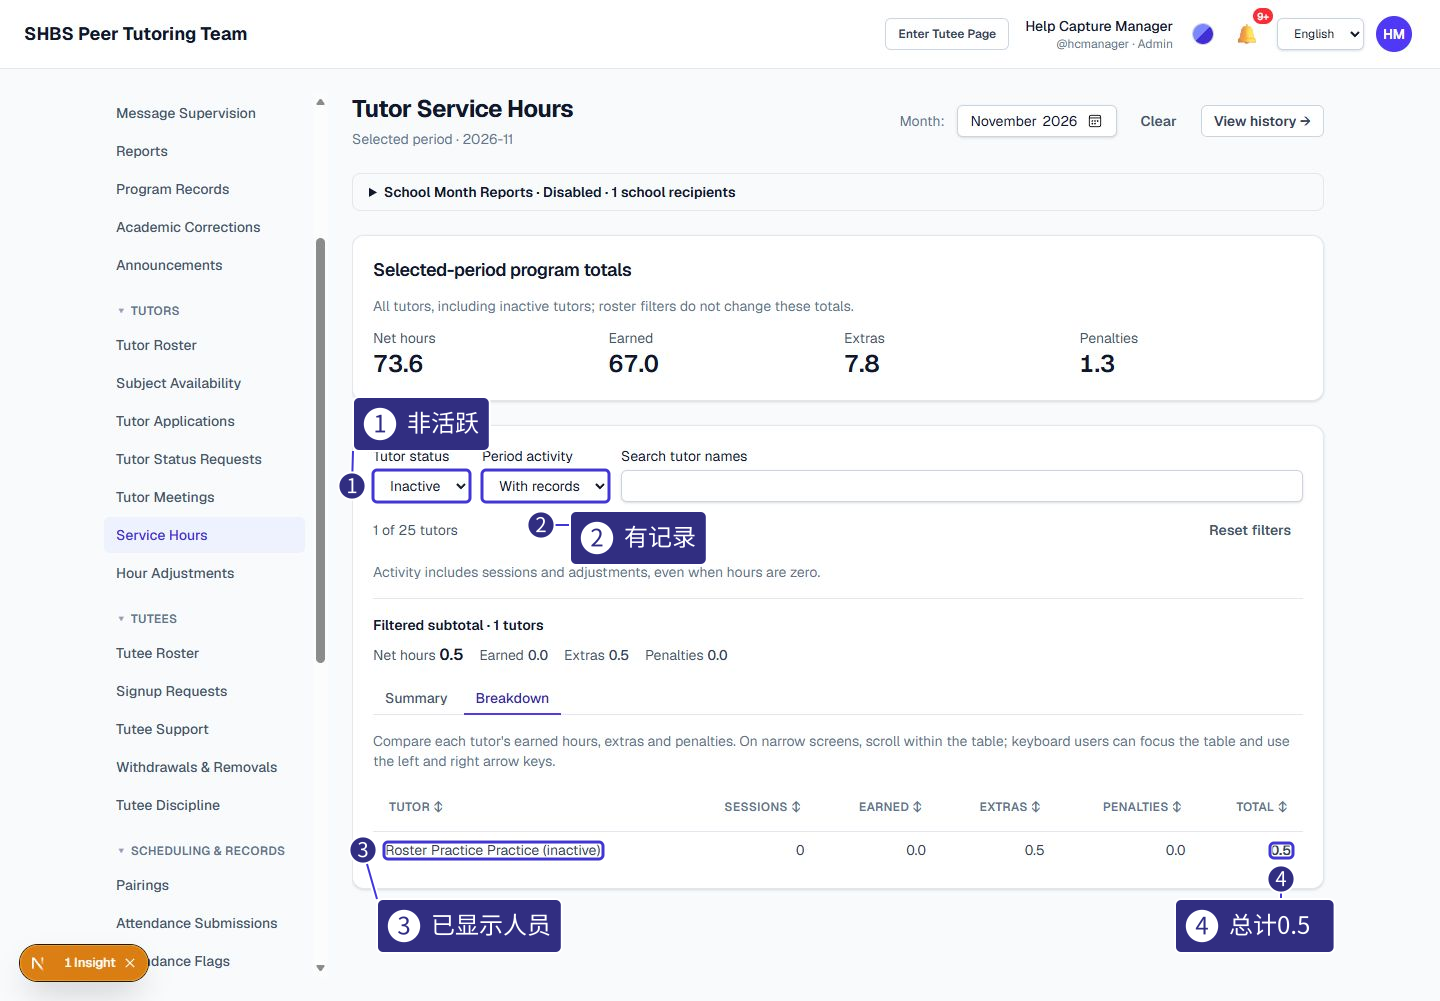 SHBS Peer Tutoring Team
Enter Tutee Page
Help Capture Manager
@hcmanager · Admin
9+
English
HM
Message Supervision
Reports
Program Records
Academic Corrections
Announcements
TUTORS
Tutor Roster
Subject Availability
Tutor Applications
Tutor Status Requests
Tutor Meetings
Service Hours
Hour Adjustments
TUTEES
Tutee Roster
Signup Requests
Tutee Support
Withdrawals & Removals
Tutee Discipline
SCHEDULING & RECORDS
Pairings
Attendance Submissions
dance Flags
N 1 Insight ×
Tutor Service Hours
Selected period · 2026-11
Month:
November 2026
Clear
View history →
▶ School Month Reports · Disabled · 1 school recipients
Selected-period program totals
All tutors, including inactive tutors; roster filters do not change these totals.
Net hours Earned Extras Penalties
73.6 67.0 7.8 1.3
1 非活跃
Tutor status Period activity Search tutor names
1 Inactive With records
1 of 25 tutors
2
2 有记录
Reset filters
Activity includes sessions and adjustments, even when hours are zero.
Filtered subtotal · 1 tutors
Net hours 0.5 Earned 0.0 Extras 0.5 Penalties 0.0
Summary Breakdown
Compare each tutor's earned hours, extras and penalties. On narrow screens, scroll within the table; keyboard users can focus the table and use
the left and right arrow keys.
TUTOR SESSIONS EARNED EXTRAS PENALTIES TOTAL
3 Roster Practice Practice (inactive) 0 0.0 0.5 0.0 0.5
4
3 已显示人员
4 总计0.5